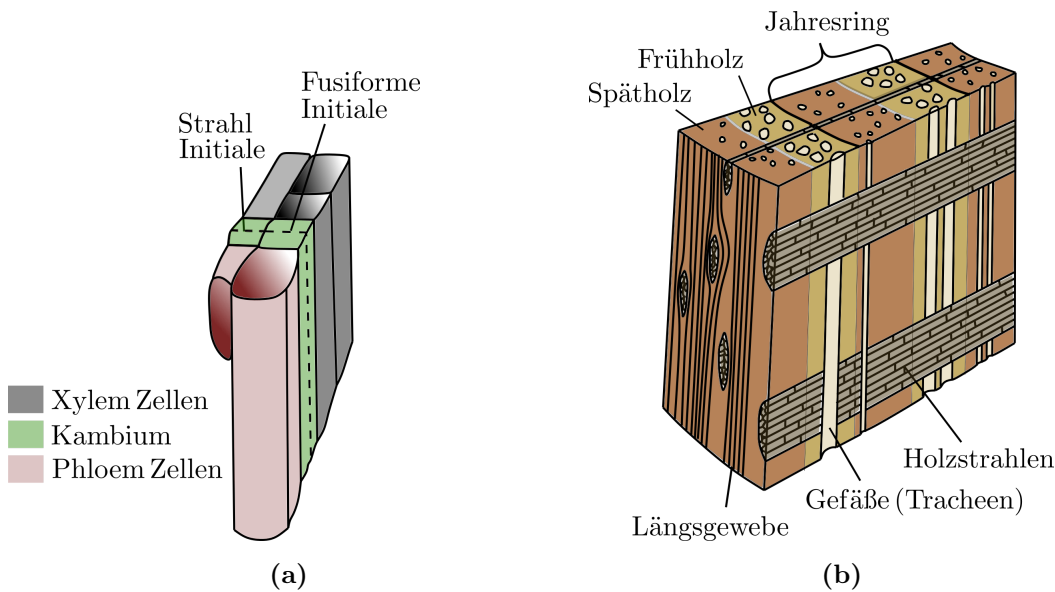 Fusiforme
Initiale
Strahl
Initiale
Xylem Zellen
Kambium
Phloem Zellen
(a)
Jahresring
Frühholz
Spätholz
Holzstrahlen
Gefäße (Tracheen)
Längsgewebe
(b)